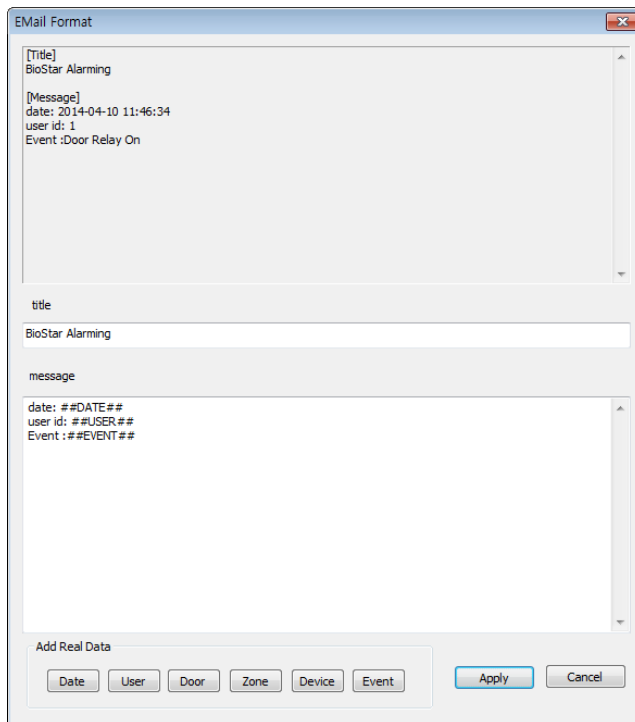 EMail Format
[Title]
BioStar Alarming
[Message]
date: 2014-04-10 11:46:34
user id: 1
Event :Door Relay On
title
BioStar Alarming
message
date: ##DATE##
user id: ##USER##
Event :##EVENT##
Add Real Data
Date User Door Zone Device Event Apply Cancel